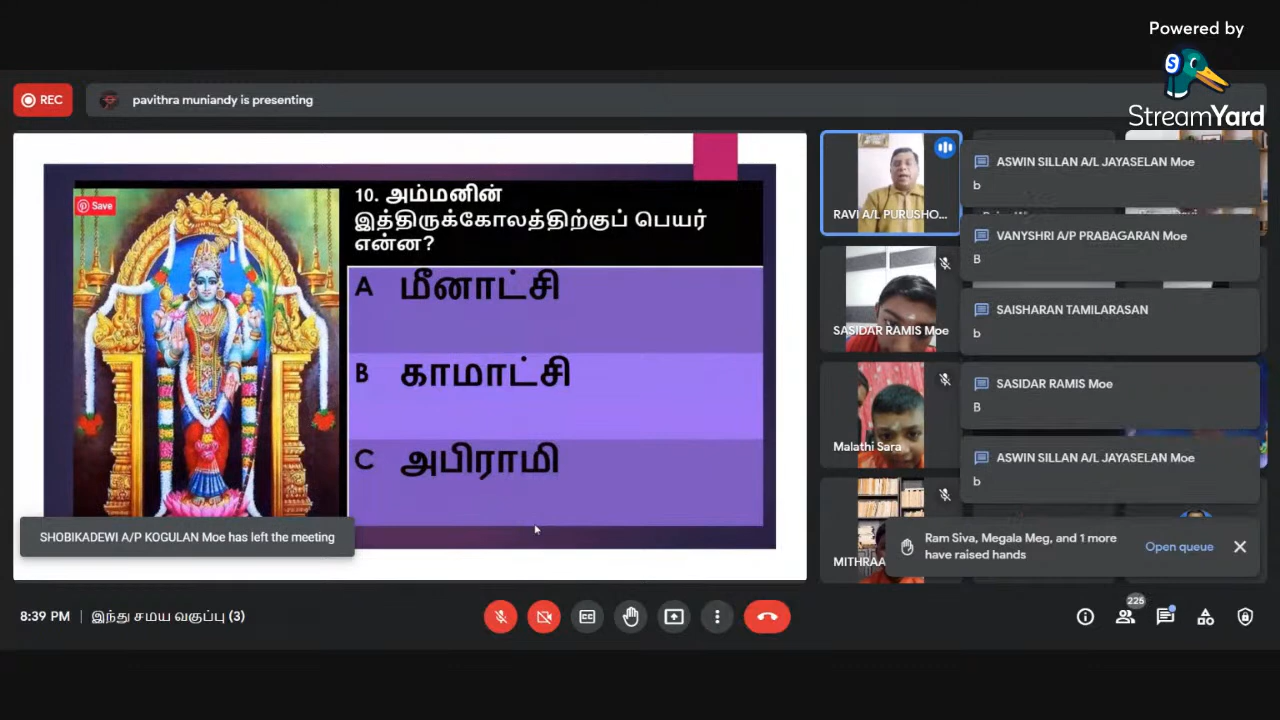 Powered by
StreamYard
REC
pavithra muniandy is presenting
Save
10. அம்மனின்
இத்திருக்கோலத்திற்குப் பெயர்
என்ன?
A மீனாட்சி
B காமாட்சி
C அபிராமி
SHOBIKADEWI A/P KOGULAN Moe has left the meeting
RAVI A/L PURUSHO...
SASIDAR RAMIS Moe
Malathi Sara
MITHRAA
ASWIN SILLAN A/L JAYASELAN Moe
b
VANYSHRI A/P PRABAGARAN Moe
B
SAISHARAN TAMILARASAN
b
SASIDAR RAMIS Moe
B
ASWIN SILLAN A/L JAYASELAN Moe
b
Ram Siva, Megala Meg, and 1 more
have raised hands
Open queue
8:39 PM | இந்து சமய வகுப்பு (3)
225